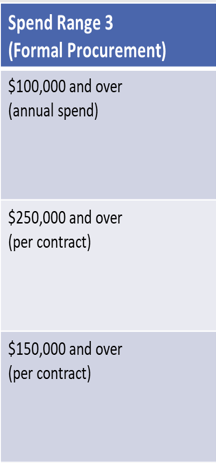 Spend Range 3
(Formal Procurement)
$100,000 and over
(annual spend)
$250,000 and over
(per contract)
$150,000 and over
(per contract)